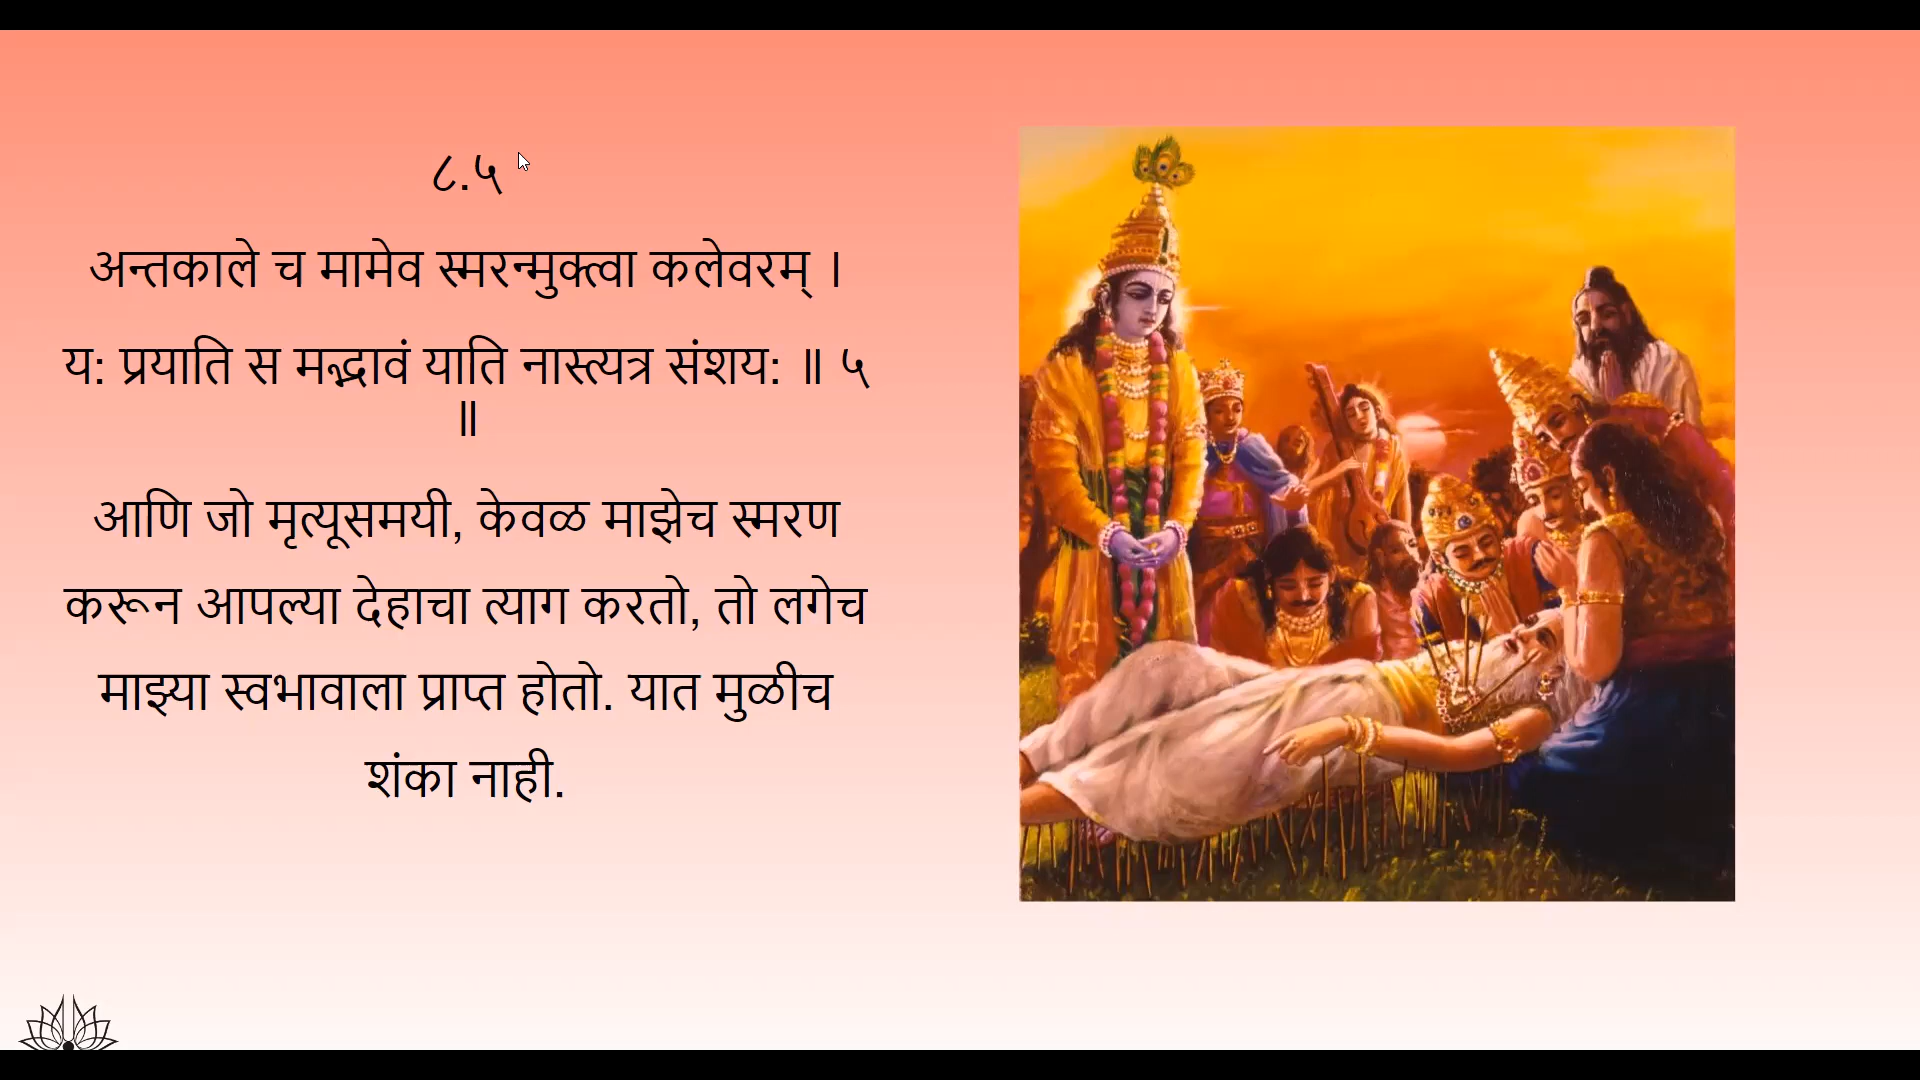 ८.५
अन्तकाले च मामेव स्मरन्मुक्त्वा कलेवरम् ।
य: प्रयाति स मद्भावं याति नास्त्यत्र संशय: ॥ ५
॥
आणि जो मृत्यूसमयी, केवळ माझेच स्मरण
करून आपल्या देहाचा त्याग करतो, तो लगेच
माझ्या स्वभावाला प्राप्त होतो. यात मुळीच
शंका नाही.